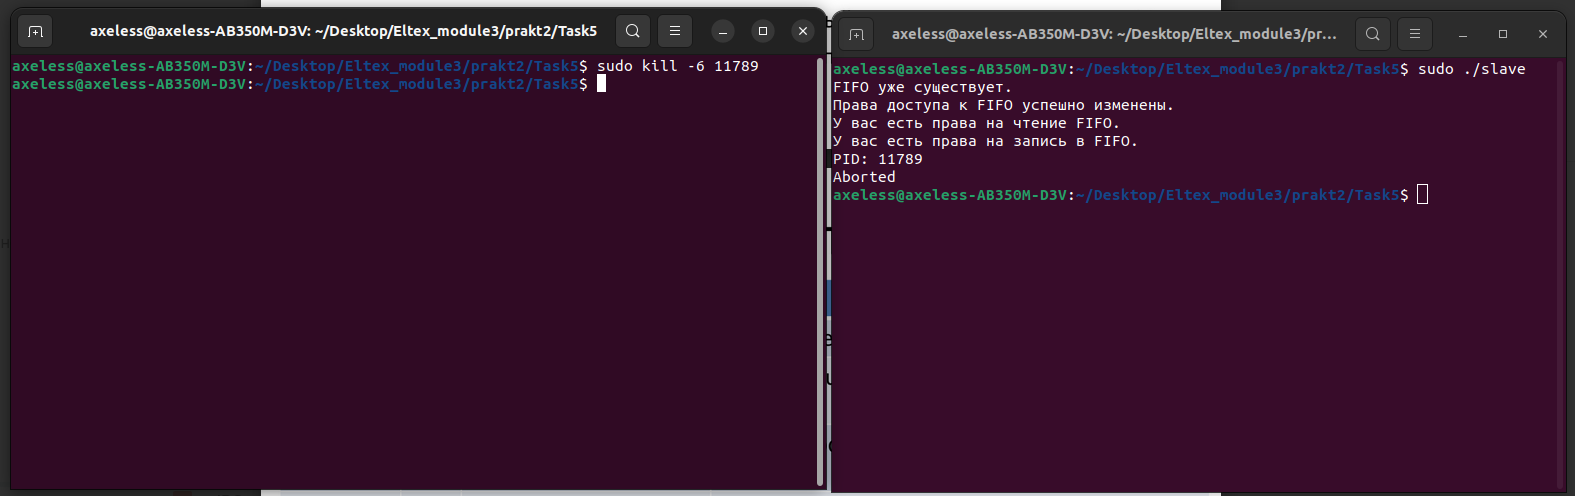 axeless@axeless-AB350M-D3V: ~/Desktop/Eltex_module3/prakt2/Task5
axeless@axeless-AB350M-D3V:~/Desktop/Eltex_module3/prakt2/Task5$ sudo kill -6 11789
axeless@axeless-AB350M-D3V:~/Desktop/Eltex_module3/prakt2/Task5$
axeless@axeless-AB350M-D3V: ~/Desktop/Eltex_module3/pr...
axeless@axeless-AB350M-D3V:~/Desktop/Eltex_module3/prakt2/Task5$ sudo ./slave
FIFO уже существует.
Права доступа к FIFO успешно изменены.
У вас есть права на чтение FIFO.
У вас есть права на запись в FIFO.
PID: 11789
Aborted
axeless@axeless-AB350M-D3V:~/Desktop/Eltex_module3/prakt2/Task5$